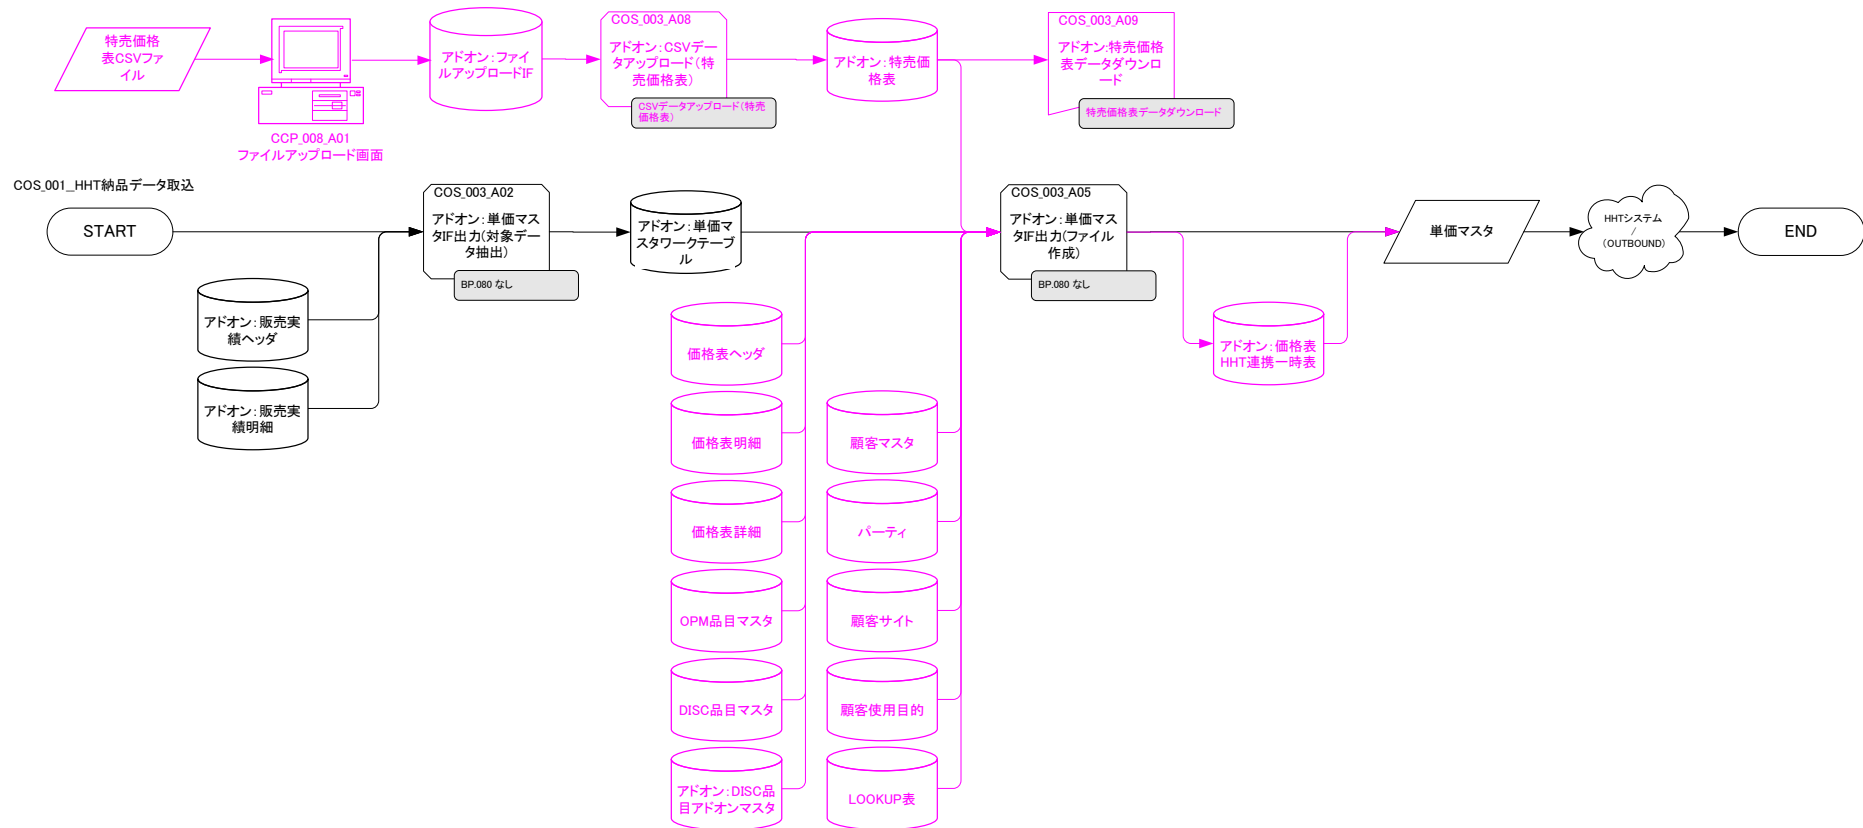 特売価格
表CSVファ
イル
CCP_008_A01
ファイルアップロード画面
アドオン：ファイ
ルアップロードIF
COS_003_A08
アドオン：CSVデー
タアップロード（特
売価格表）
CSVデータアップロード（特売
価格表）
アドオン：特売価
格表
COS_003_A09
アドオン:特売価格
表データダウンロ
ード
特売価格表データダウンロード
COS_001_HHT納品データ取込
START
COS_003_A02
アドオン：単価マス
タIF出力(対象デー
タ抽出）
BP.080 なし
アドオン：単価マ
スタワークテーブ
ル
COS_003_A05
アドオン：単価マス
タIF出力(ファイル
作成）
BP.080 なし
単価マスタ
HHTシステム
/
（OUTBOUND）
END
アドオン：販売実
績ヘッダ
アドオン：販売実
績明細
価格表ヘッダ
アドオン：価格表
HHT連携一時表
価格表明細
顧客マスタ
価格表詳細
パーティ
OPM品目マスタ
顧客サイト
DISC品目マスタ
顧客使用目的
アドオン：DISC品
目アドオンマスタ
LOOKUP表